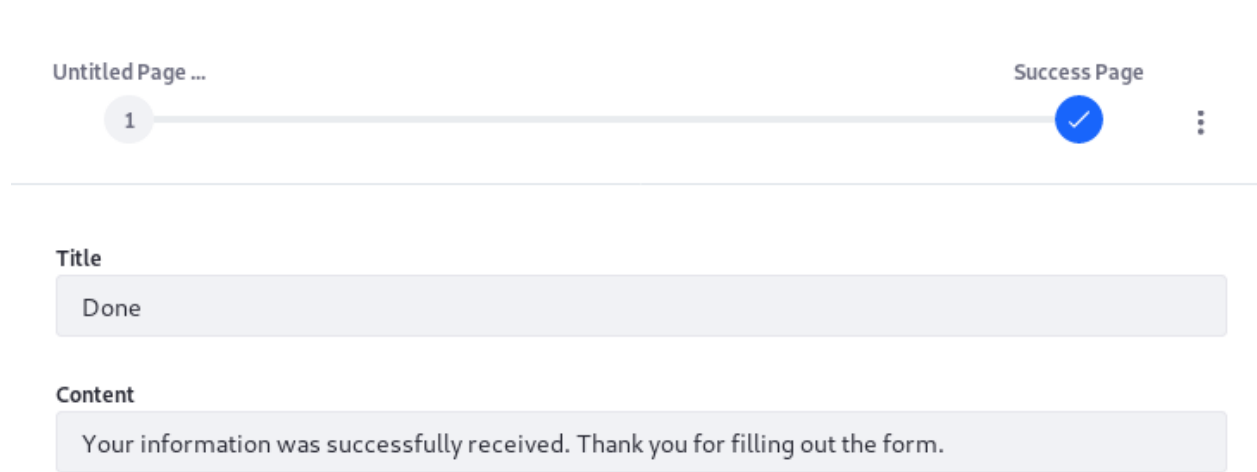 Untitled Page ...
Success Page
1
Title
Done
Content
Your information was successfully received. Thank you for filling out the form.